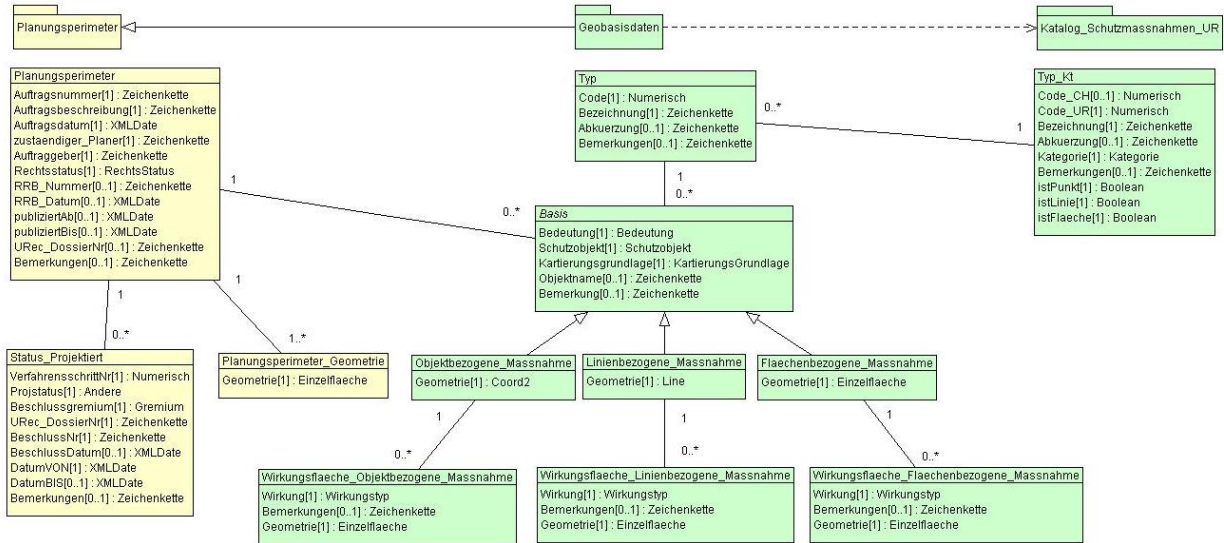 Planungsperimeter
Geobasisdaten
Katalog_Schutzmassnahmen_UR
Planungsperimeter
Auftragsnummer[1] : Zeichenkette
Auftragsbeschreibung[1] : Zeichenkette
Auftragsdatum[1] : XMLDate
zustaendiger_Planer[1] : Zeichenkette
Auftraggeber[1] : Zeichenkette
Rechtsstatus[1] : RechtsStatus
RRB_Nummer[0..1] : Zeichenkette
RRB_Datum[0..1] : XMLDate
publiziertAb[0..1] : XMLDate
publiziertBis[0..1] : XMLDate
URec_DossierNr[0..1] : Zeichenkette
Bemerkungen[0..1] : Zeichenkette
Typ
Code[1] : Numerisch
Bezeichnung[1] : Zeichenkette
Abkuerzung[0..1] : Zeichenkette
Bemerkungen[0..1] : Zeichenkette
0..*
1
Typ_Kt
Code_CH[0..1] : Numerisch
Code_UR[1] : Numerisch
Bezeichnung[1] : Zeichenkette
Abkuerzung[0..1] : Zeichenkette
Kategorie[1] : Kategorie
Bemerkungen[0..1] : Zeichenkette
istPunkt[1] : Boolean
istLinie[1] : Boolean
istFlaeche[1] : Boolean
1
0..*
1
0..*
Basis
Bedeutung[1] : Bedeutung
Schutzobjekt[1] : Schutzobjekt
Kartierungsgrundlage[1] : KartierungsGrundlage
Objektname[0..1] : Zeichenkette
Bemerkung[0..1] : Zeichenkette
1
0..*
1
1..*
Status_Projektiert
VerfahrensschrittNr[1] : Numerisch
Projstatus[1] : Andere
Beschlussgremium[1] : Gremium
URec_DossierNr[1] : Zeichenkette
BeschlussNr[1] : Zeichenkette
BeschlussDatum[0..1] : XMLDate
DatumVON[1] : XMLDate
DatumBIS[0..1] : XMLDate
Bemerkungen[0..1] : Zeichenkette
Planungsperimeter_Geometrie
Geometrie[1] : Einzelflaeche
Objektbezogene_Massnahme
Geometrie[1] : Coord2
Linienbezogene_Massnahme
Geometrie[1] : Line
Flaechenbezogene_Massnahme
Geometrie[1] : Einzelflaeche
1
0..*
1
0..*
1
0..*
Wirkungsflaeche_Objektbezogene_Massnahme
Wirkung[1] : Wirkungstyp
Bemerkungen[0..1] : Zeichenkette
Geometrie[1] : Einzelflaeche
Wirkungsflaeche_Linienbezogene_Massnahme
Wirkung[1] : Wirkungstyp
Bemerkungen[0..1] : Zeichenkette
Geometrie[1] : Einzelflaeche
Wirkungsflaeche_Flaechenbezogene_Massnahme
Wirkung[1] : Wirkungstyp
Bemerkungen[0..1] : Zeichenkette
Geometrie[1] : Einzelflaeche